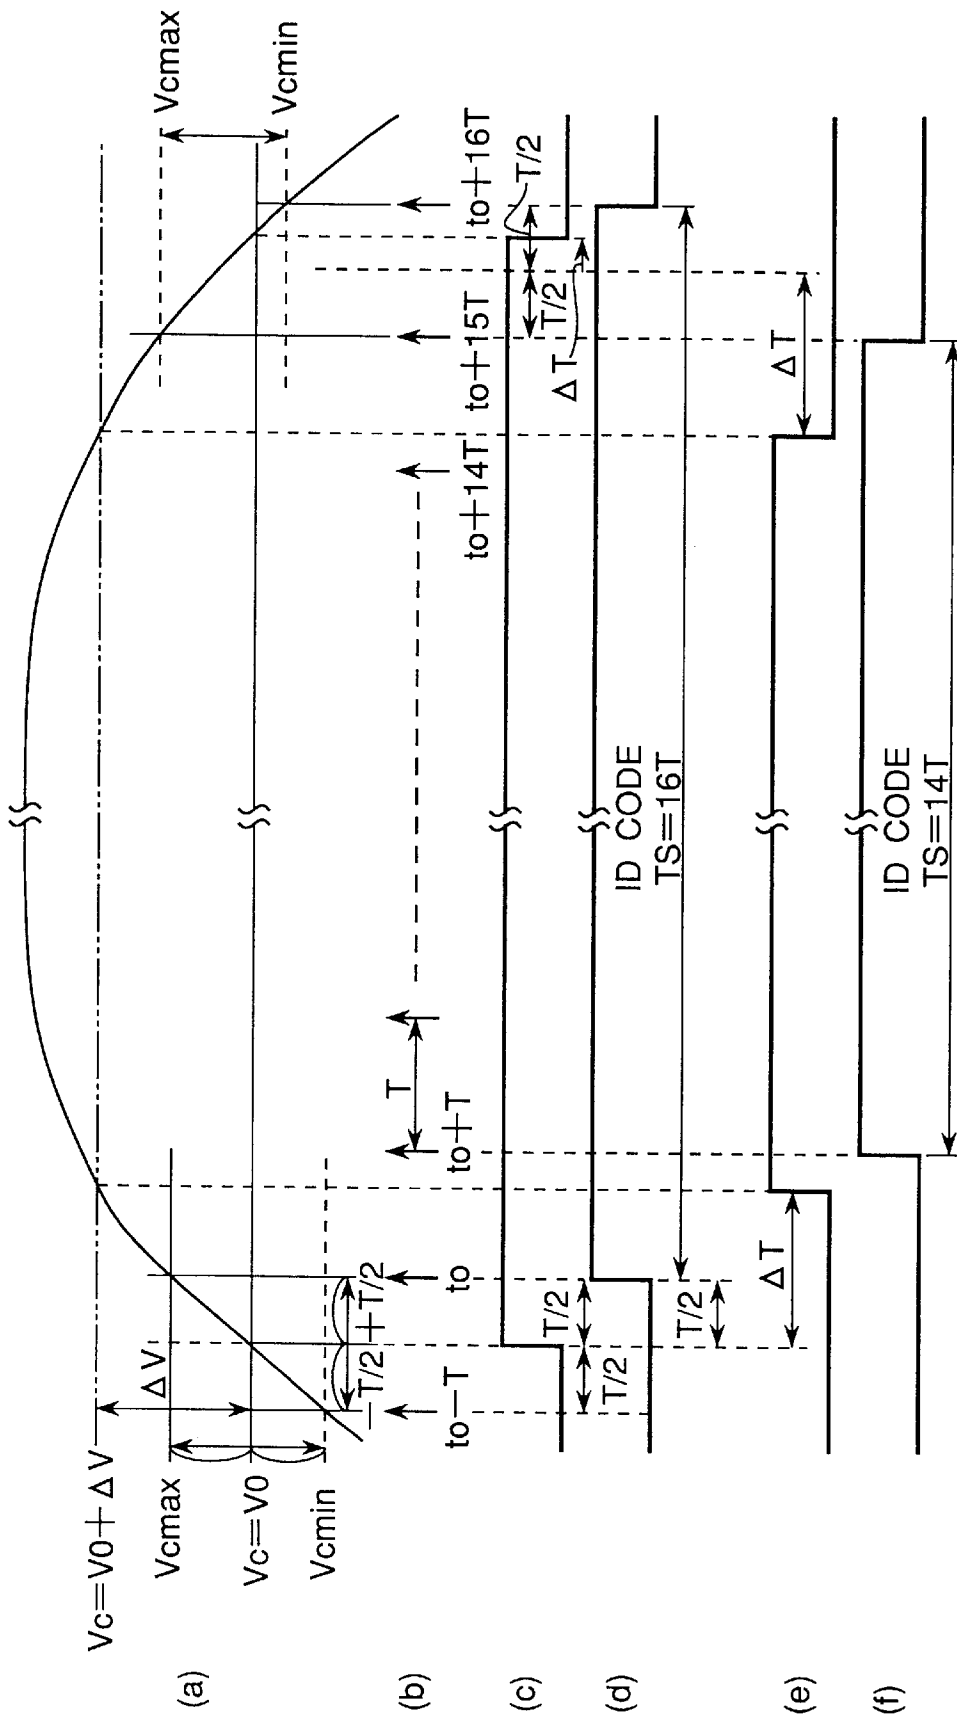 (a)
Vc=V0+ΔV
Vcmax
Vc=V0
Vcmin
ΔV
-T/2
+T/2
Vcmax
Vcmin
(b)
to-T
to
to+T
T
to+14T
to+15T
to+16T
(c)
T/2
T/2
T/2
T/2
ΔT
(d)
T/2
ID CODE
TS=16T
(e)
ΔT
ΔT
(f)
ID CODE
TS=14T